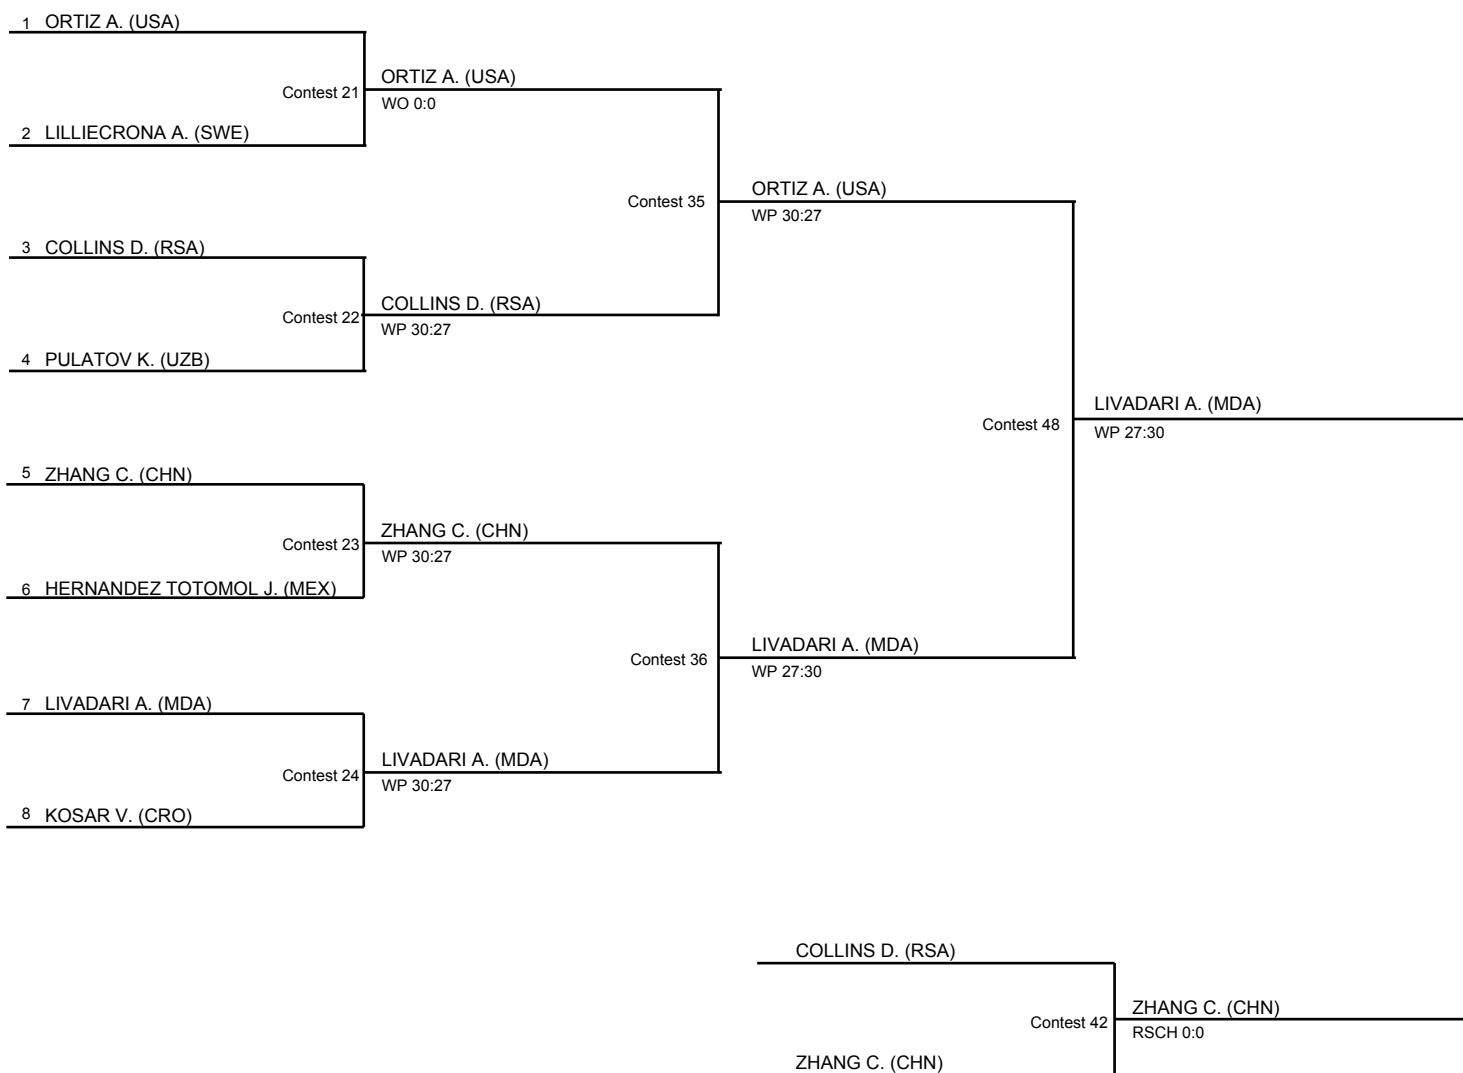 1 ORTIZ A. (USA)
Contest 21
ORTIZ A. (USA)
WO 0:0
2 LILLIECRONA A. (SWE)
Contest 35
ORTIZ A. (USA)
WP 30:27
3 COLLINS D. (RSA)
Contest 22
COLLINS D. (RSA)
WP 30:27
4 PULATOV K. (UZB)
Contest 48
LIVADARI A. (MDA)
WP 27:30
5 ZHANG C. (CHN)
Contest 23
ZHANG C. (CHN)
WP 30:27
6 HERNANDEZ TOTOMOL J. (MEX)
Contest 36
LIVADARI A. (MDA)
WP 27:30
7 LIVADARI A. (MDA)
Contest 24
LIVADARI A. (MDA)
WP 30:27
8 KOSAR V. (CRO)
COLLINS D. (RSA)
Contest 42
ZHANG C. (CHN)
RSCH 0:0
ZHANG C. (CHN)